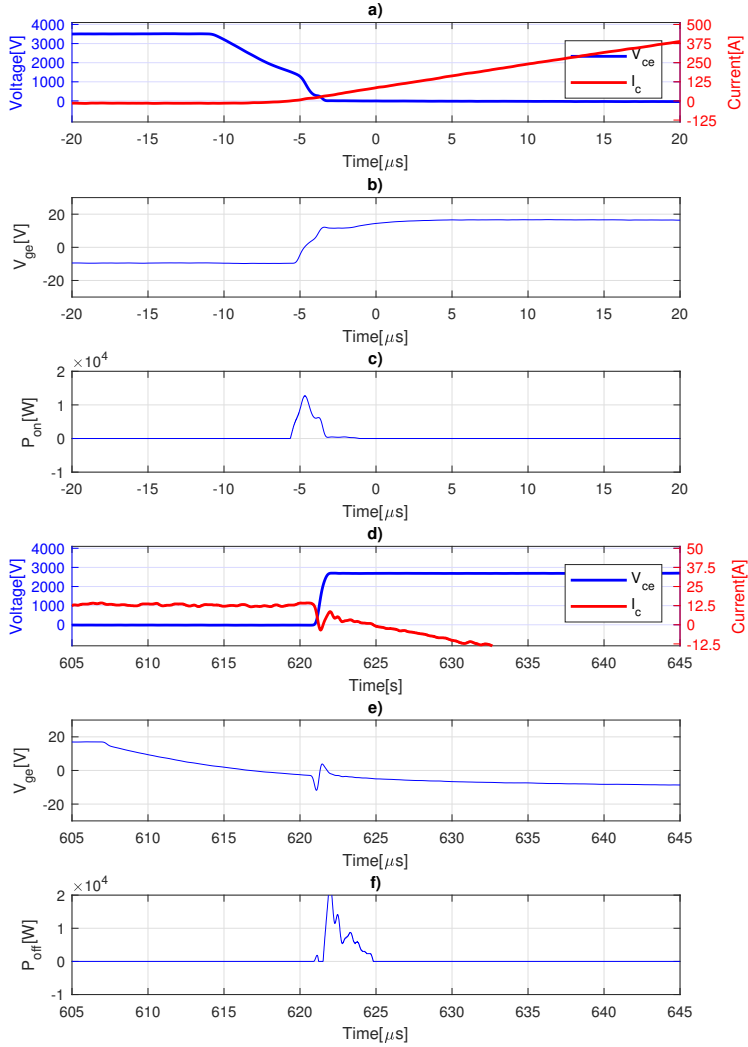 a)
4000
3000
2000
1000
0
Voltage[V]
500
375
250
125
0
-125
Current[A]
V_ce
I_c
-20 -15 -10 -5 0 5 10 15 20
Time[μs]
b)
20
0
-20
V_ge[V]
-20 -15 -10 -5 0 5 10 15 20
Time[μs]
c)
×10^4
2
1
0
-1
P_on[W]
-20 -15 -10 -5 0 5 10 15 20
Time[μs]
d)
4000
3000
2000
1000
0
Voltage[V]
50
37.5
25
12.5
0
-12.5
Current[A]
V_ce
I_c
605 610 615 620 625 630 635 640 645
Time[s]
e)
20
0
-20
V_ge[V]
605 610 615 620 625 630 635 640 645
Time[μs]
f)
×10^4
2
1
0
-1
P_off[W]
605 610 615 620 625 630 635 640 645
Time[μs]